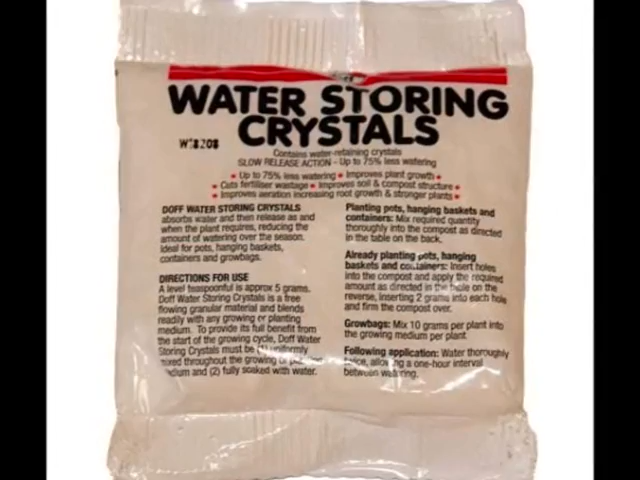 WATER STORING
CRYSTALS
Contains water-retaining crystals
SLOW RELEASE ACTION - Up to 75% less watering
• Up to 75% less watering • Improves plant growth •
• Cuts fertiliser wastage • Improves soil & compost structure •
• Improves aeration increasing root growth & stronger plants •
DOFF WATER STORING CRYSTALS
absorbs water and then release as and
when the plant requires, reducing the
amount of watering over the season.
Ideal for pots, hanging baskets,
containers and growbags.
DIRECTIONS FOR USE
A level teaspoonful is approx 5 grams.
Doff Water Storing Crystals is a free
flowing granular material and blends
readily with any growing or planting
medium. To provide its full benefit from
the start of the growing cycle, Doff Water
Storing Crystals must be (1) uniformly
mixed throughout the growing or
medium and (2) fully soaked with water.
Planting pots, hanging baskets and
containers: Mix required quantity
thoroughly into the compost as directed
in the table on the back.
Already planting pots, hanging
baskets and containers: Insert holes
into the compost and apply the required
amount as directed in the hole on the
reverse, inserting 2 grams into each hole
and firm the compost over.
Growbags: Mix 10 grams per plant into
the growing medium per plant.
Following application: Water thoroughly
twice, allowing a one-hour interval
between watering.